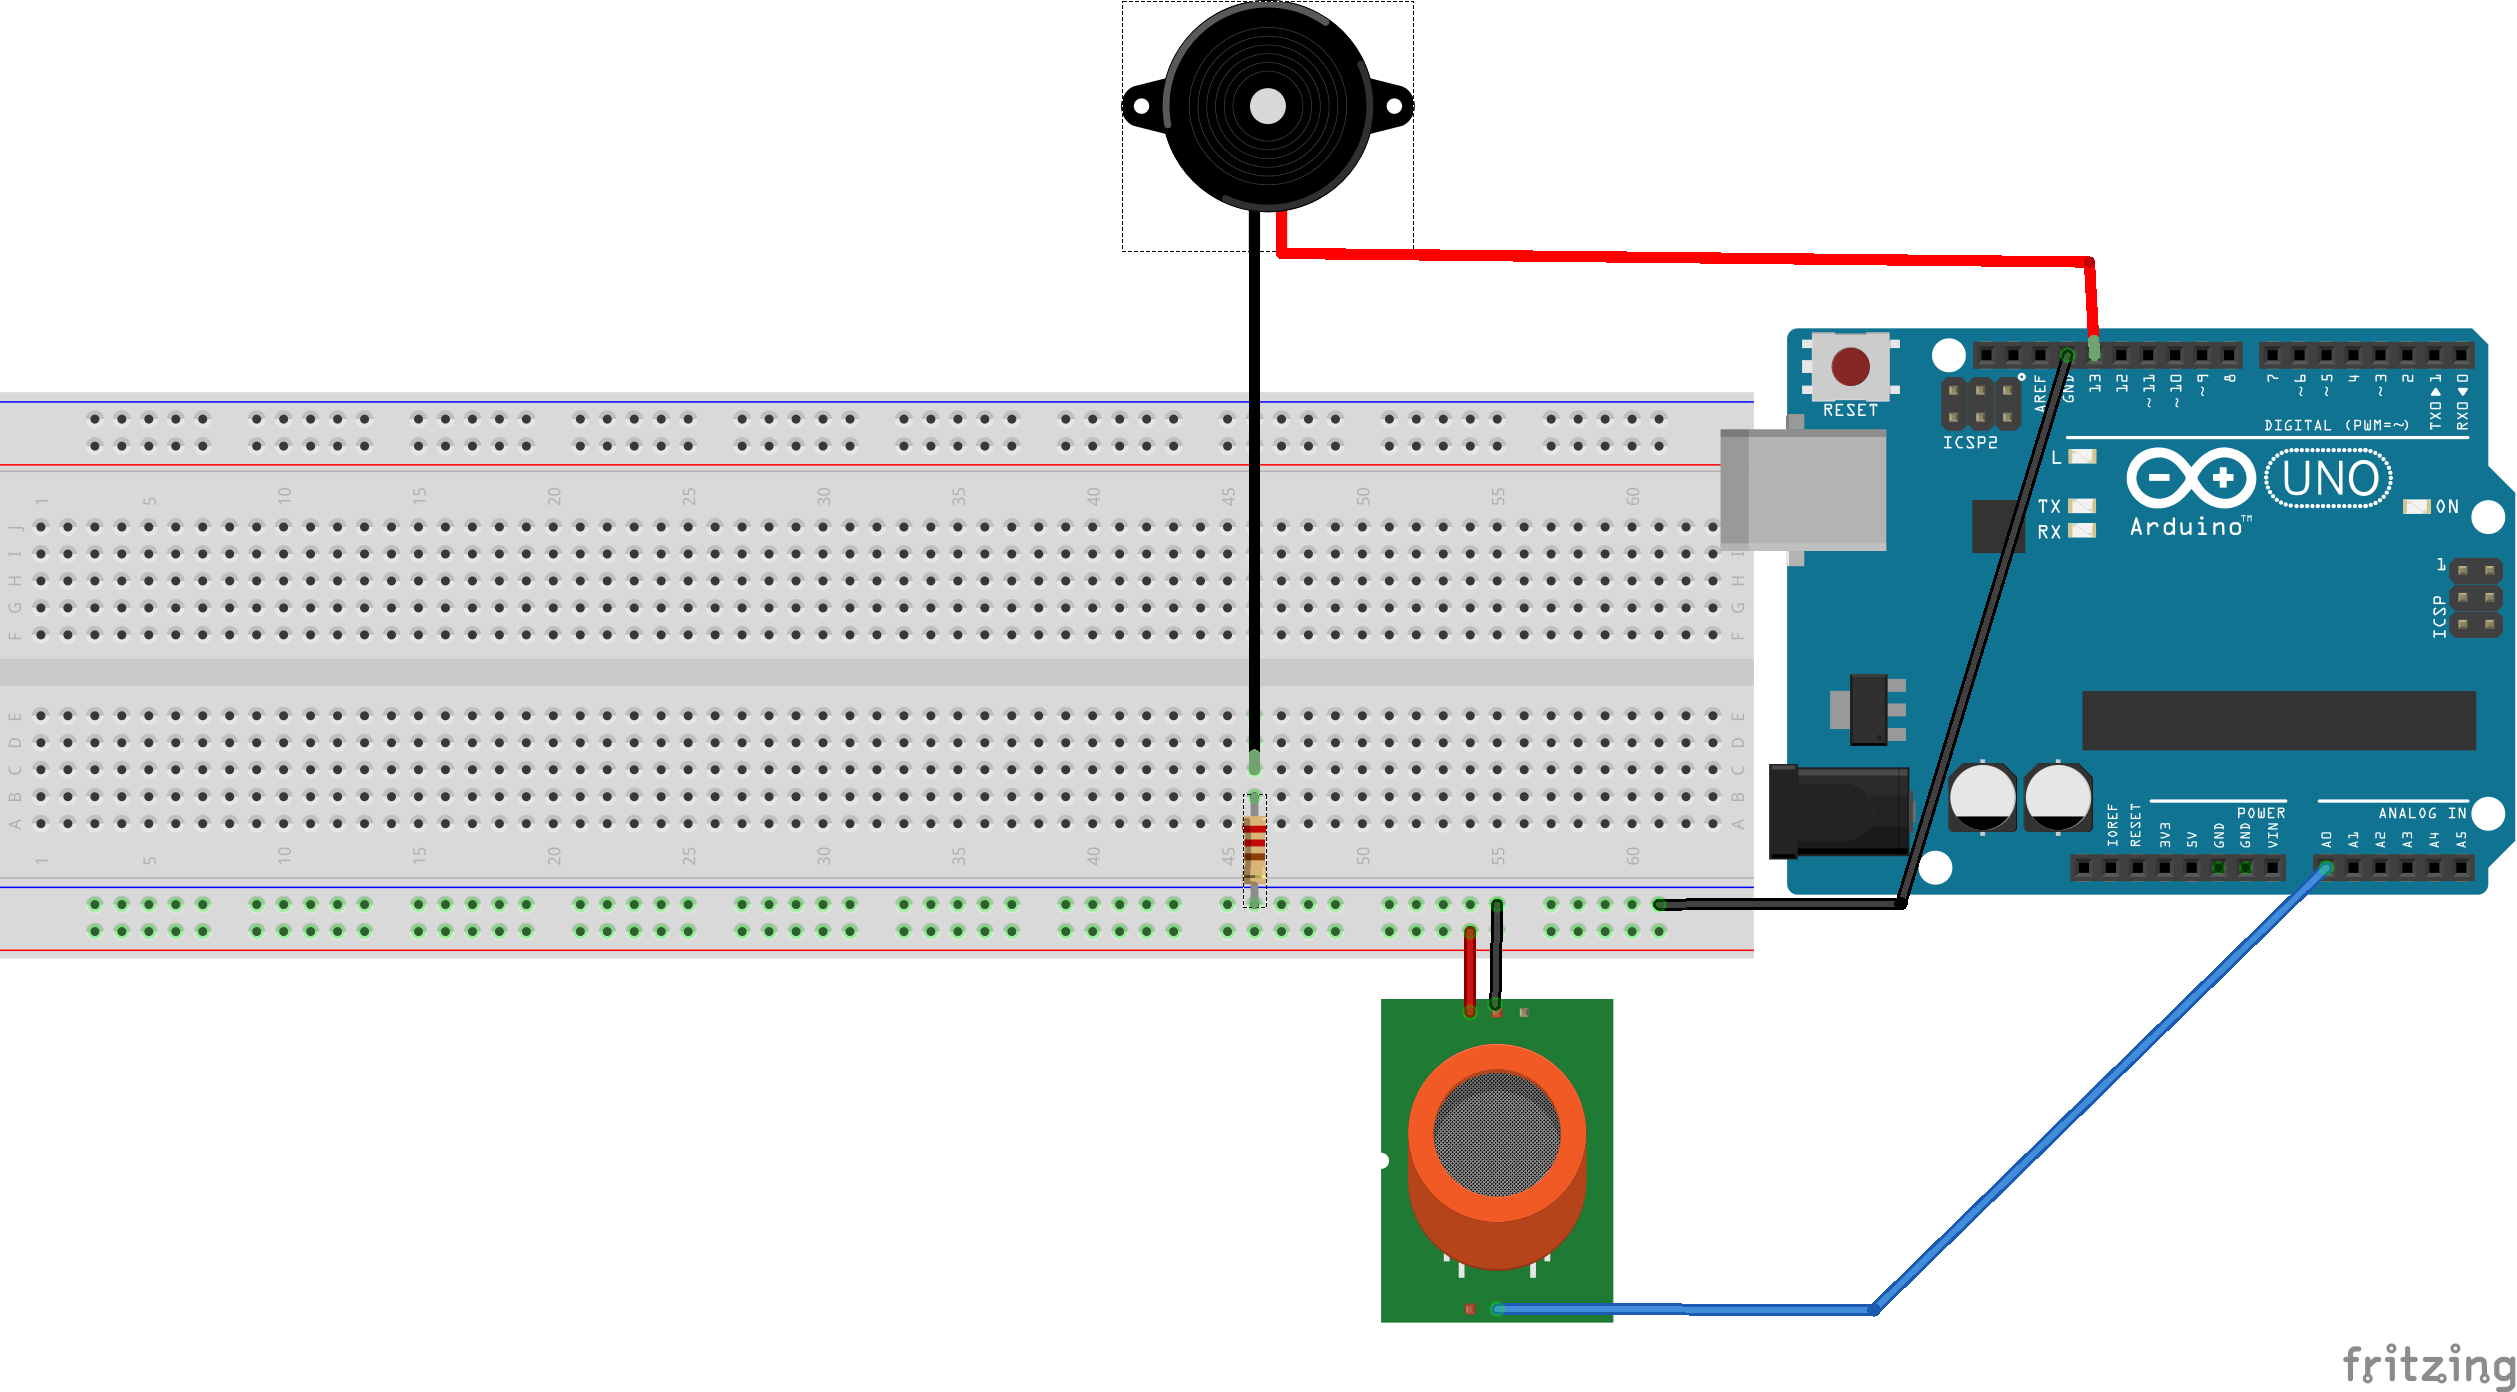 RESET
ICSP2
AREF
GND
13
12
~11
~10
~9
8
7
~6
~5
4
~3
2
TX0▶1
RX0◀0
DIGITAL (PWM=~)
L
TX
RX
Arduino™
UNO
ON
1
ICSP
1 5 10 15 20 25 30 35 40 45 50 55 60
J
I I
H H
G G
F F
E E
D D
C C
B B
A A
1 5 10 15 20 25 30 35 40 45 50 55 60
POWER
ANALOG IN
IOREF
RESET
3V3
5V
GND
GND
VIN
A0
A1
A2
A3
A4
A5
fritzing